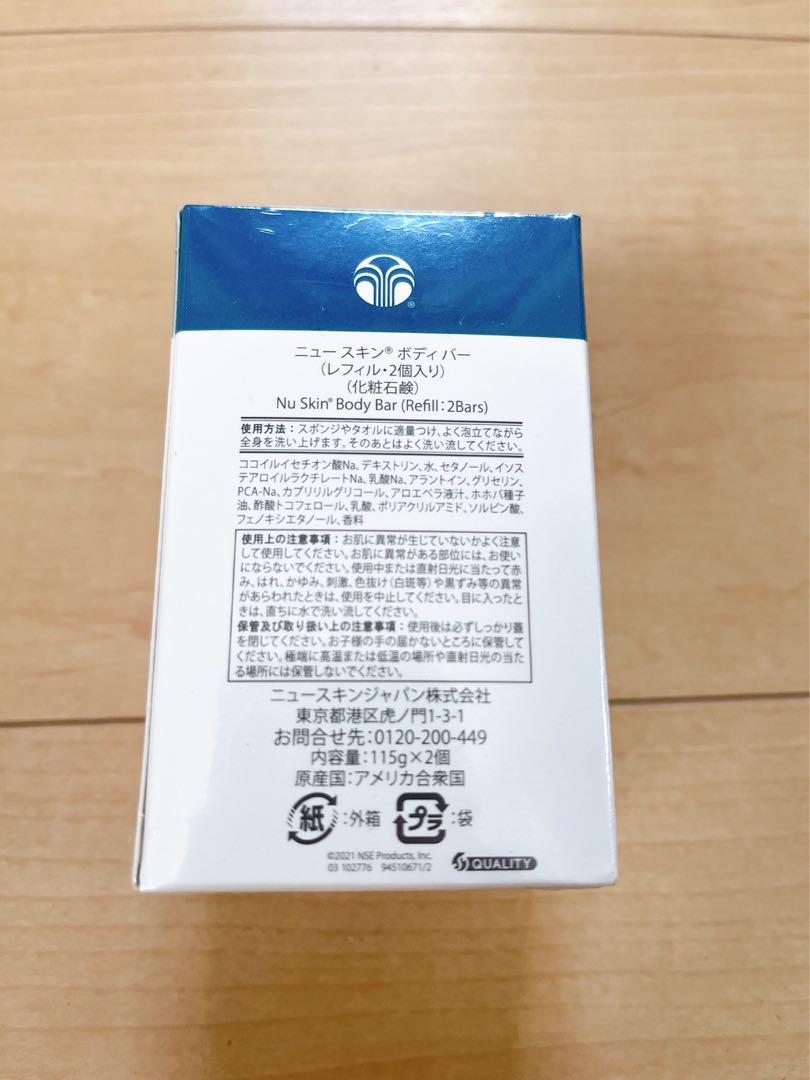 ®
ニュー スキン® ボディ バー
(レフィル・2個入り)
(化粧石鹸)
Nu Skin® Body Bar (Refill:2Bars)
使用方法:スポンジやタオルに適量つけ、よく泡立てながら
全身を洗い上げます。そのあとはよく洗い流してください。
ココイルイセチオン酸Na、デキストリン、水、セタノール、イソス
テアロイルラクチレートNa、乳酸Na、アラントイン、グリセリン、
PCA-Na、カプリリルグリコール、アロエベラ液汁、ホホバ種子
油、酢酸トコフェロール、乳酸、ポリアクリルアミド、ソルビン酸、
フェノキシエタノール、香料
使用上の注意事項:お肌に異常が生じていないかよく注意
して使用してください。お肌に異常がある部位には、お使い
にならないでください。使用中または直射日光に当たって赤
み、はれ、かゆみ、刺激、色抜け(白斑等)や黒ずみ等の異常
があらわれたときは、使用を中止してください。目に入ったと
きは、直ちに水で洗い流してください。
保管及び取り扱い上の注意事項:使用後は必ずしっかり蓋
を閉じてください。お子様の手の届かないところに保管して
ください。極端に高温または低温の場所や直射日光の当た
る場所には保管しないでください。
ニュースキンジャパン株式会社
東京都港区虎ノ門1-3-1
お問合せ先:0120-200-449
内容量:115g×2個
原産国:アメリカ合衆国
紙:外箱 プラ:袋
©2021 NSE Products, Inc.
03 102776 94510671/2
QUALITY